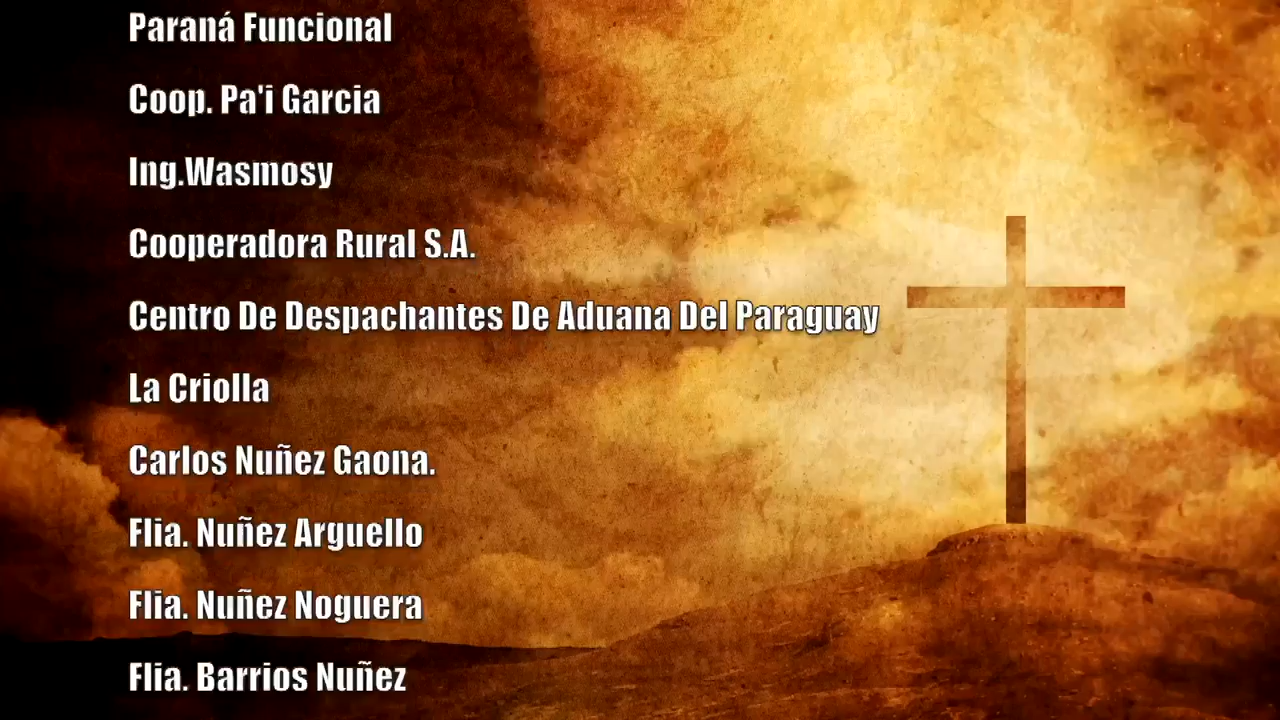 Paraná Funcional
Coop. Pa'i Garcia
Ing.Wasmosy
Cooperadora Rural S.A.
Centro De Despachantes De Aduana Del Paraguay
La Criolla
Carlos Nuñez Gaona.
Flia. Nuñez Arguello
Flia. Nuñez Noguera
Flia. Barrios Nuñez